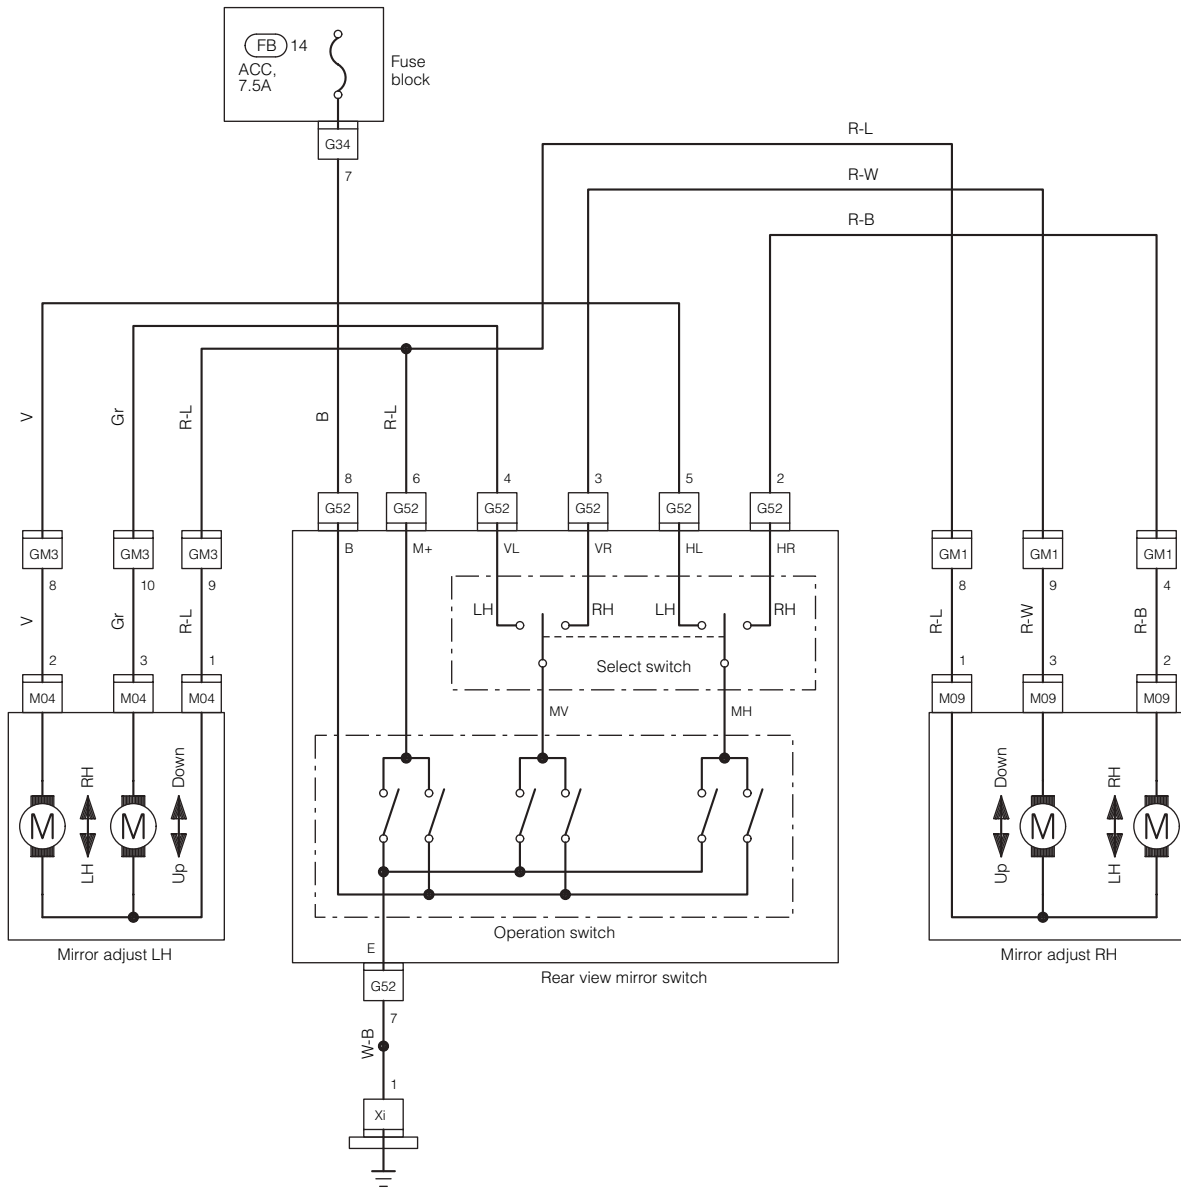 FB 14
ACC,
7.5A
Fuse
block
G34
7
R-L
R-W
R-B
V
Gr
R-L
B
R-L
8
6
4
3
5
2
G52
G52
G52
G52
G52
G52
B
M+
VL
VR
HL
HR
GM3
GM3
GM3
GM1
GM1
GM1
8
10
9
8
9
4
LH
RH
LH
RH
Select switch
V
Gr
R-L
R-L
R-W
R-B
2
3
1
1
3
2
M04
M04
M04
M09
M09
M09
MV
MH
RH
Down
Down
RH
M
M
M
M
LH
Up
Up
LH
Operation switch
Mirror adjust LH
E
Mirror adjust RH
Rear view mirror switch
G52
7
W-B
1
Xi